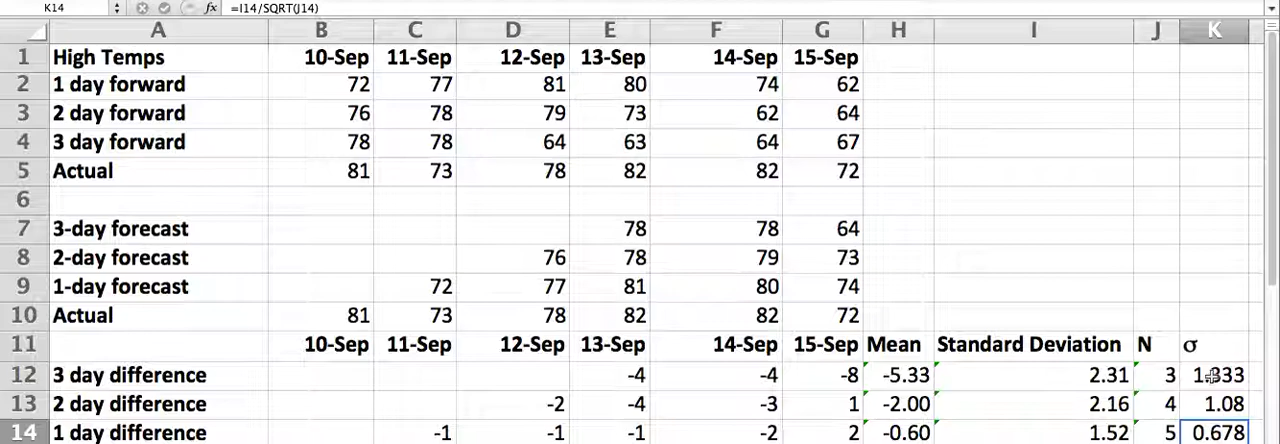 K14 fx =I14/SQRT(J14)
A B C D E F G H I J K
1 High Temps 10-Sep 11-Sep 12-Sep 13-Sep 14-Sep 15-Sep
2 1 day forward 72 77 81 80 74 62
3 2 day forward 76 78 79 73 62 64
4 3 day forward 78 78 64 63 64 67
5 Actual 81 73 78 82 82 72
6
7 3-day forecast 78 78 64
8 2-day forecast 76 78 79 73
9 1-day forecast 72 77 81 80 74
10 Actual 81 73 78 82 82 72
11 10-Sep 11-Sep 12-Sep 13-Sep 14-Sep 15-Sep Mean Standard Deviation N σ
12 3 day difference -4 -4 -8 -5.33 2.31 3 1.333
13 2 day difference -2 -4 -3 1 -2.00 2.16 4 1.08
14 1 day difference -1 -1 -1 -2 2 -0.60 1.52 5 0.678